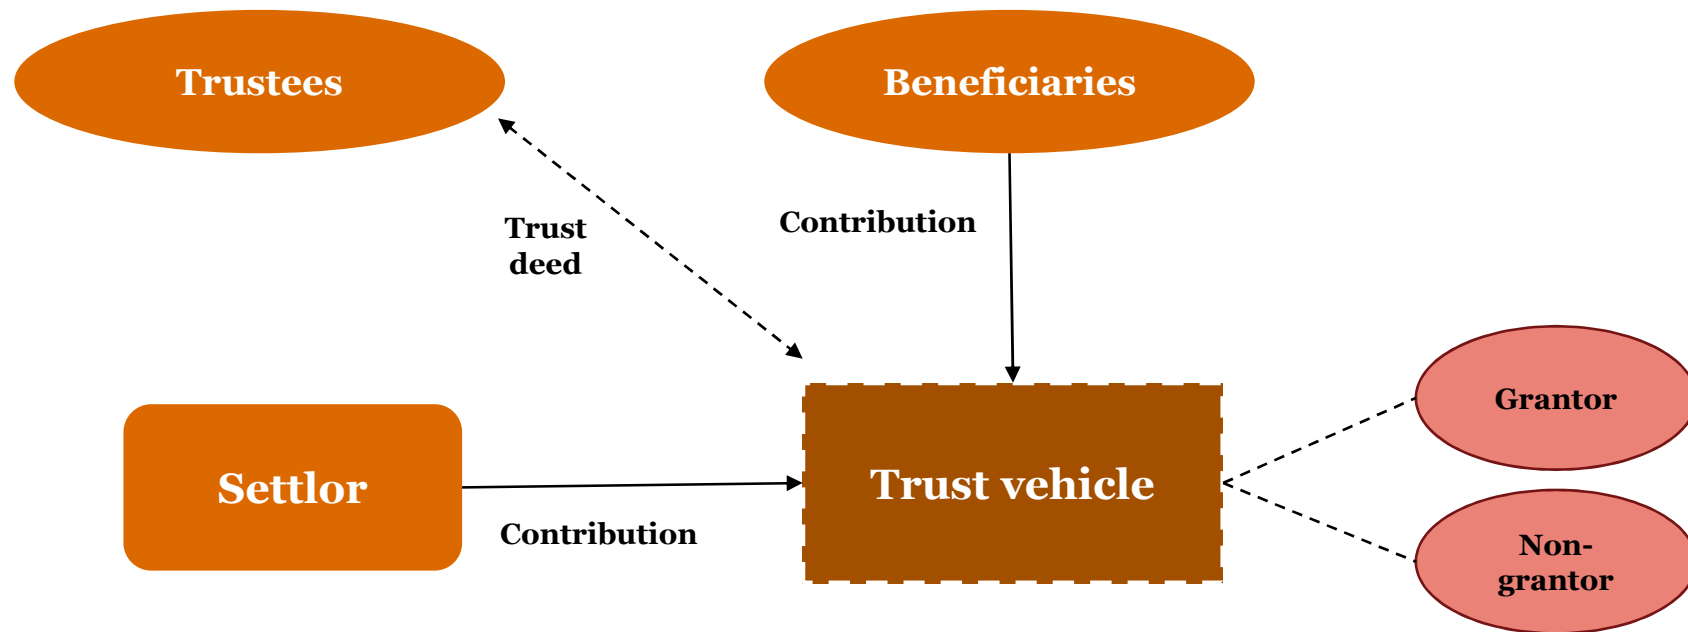 Trustees
Beneficiaries
Trust
deed
Contribution
Settlor
Contribution
Trust vehicle
Grantor
Non-
grantor